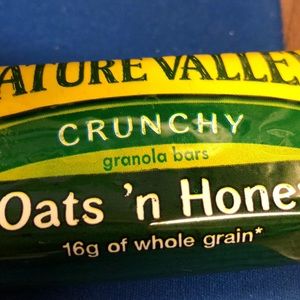 ATURE VALLE
CRUNCHY
granola bars
Oats 'n Hone
16g of whole grain*